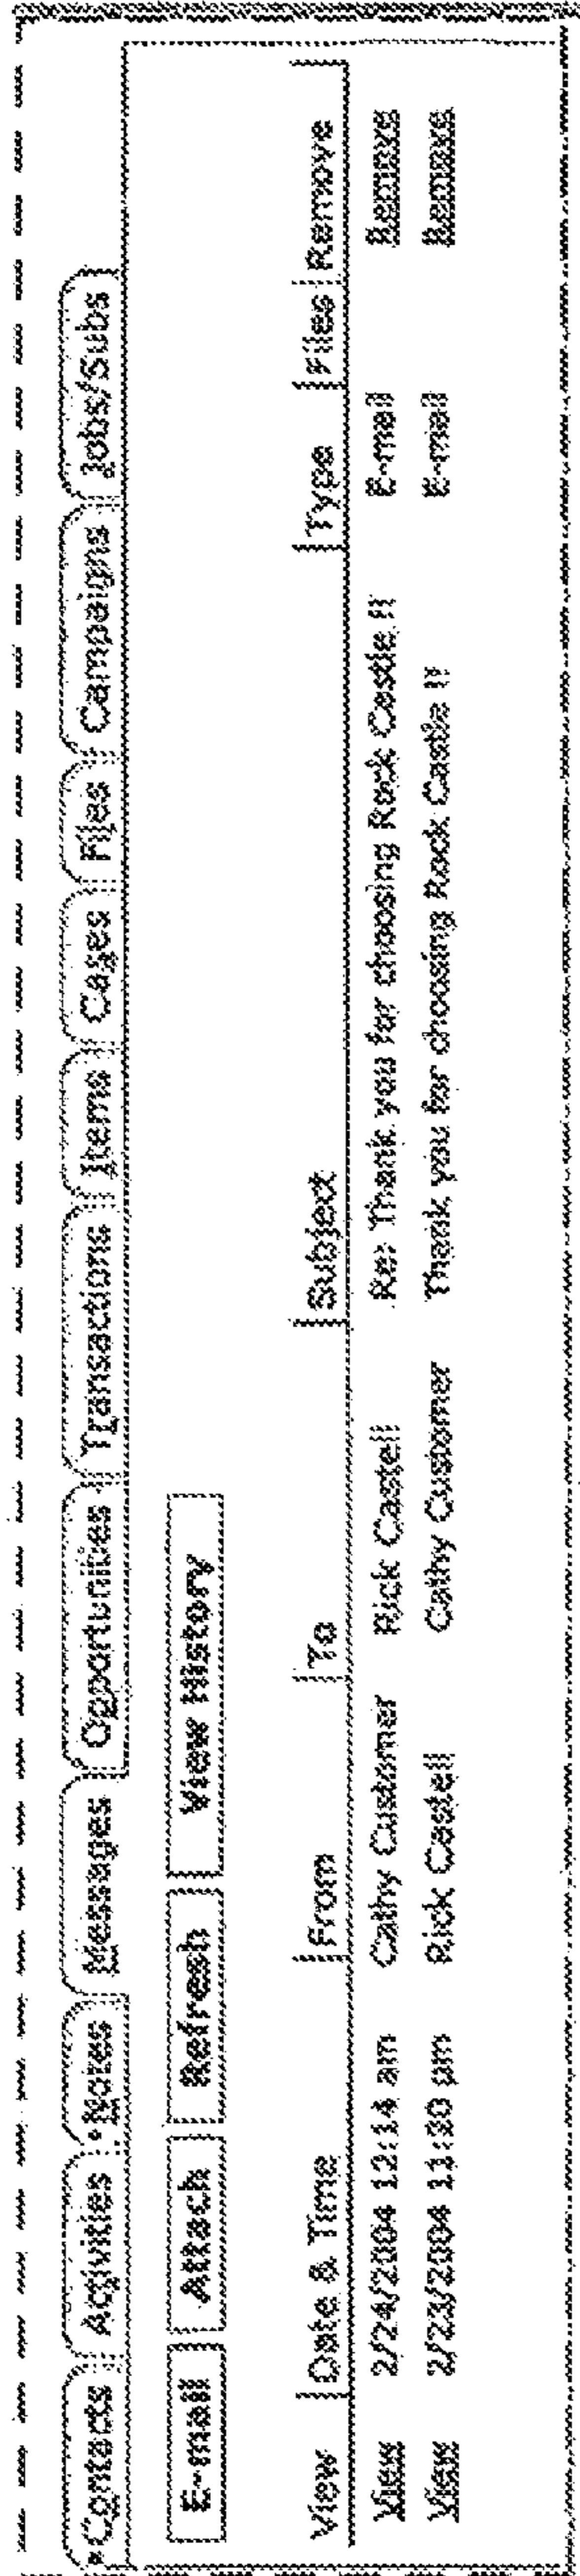 •Contacts Activities •Notes Messages Opportunities Transactions Items Cases Files Campaigns Jobs/Subs
E-mail Attach Refresh View History
View Date & Time From To Subject Type Files Remove
View 2/24/2004 12:14 am Cathy Customer Rick Castell Re: Thank you for choosing Rock Castle !! E-mail Remove
View 2/23/2004 11:30 pm Rick Castell Cathy Customer Thank you for choosing Rock Castle !! E-mail Remove